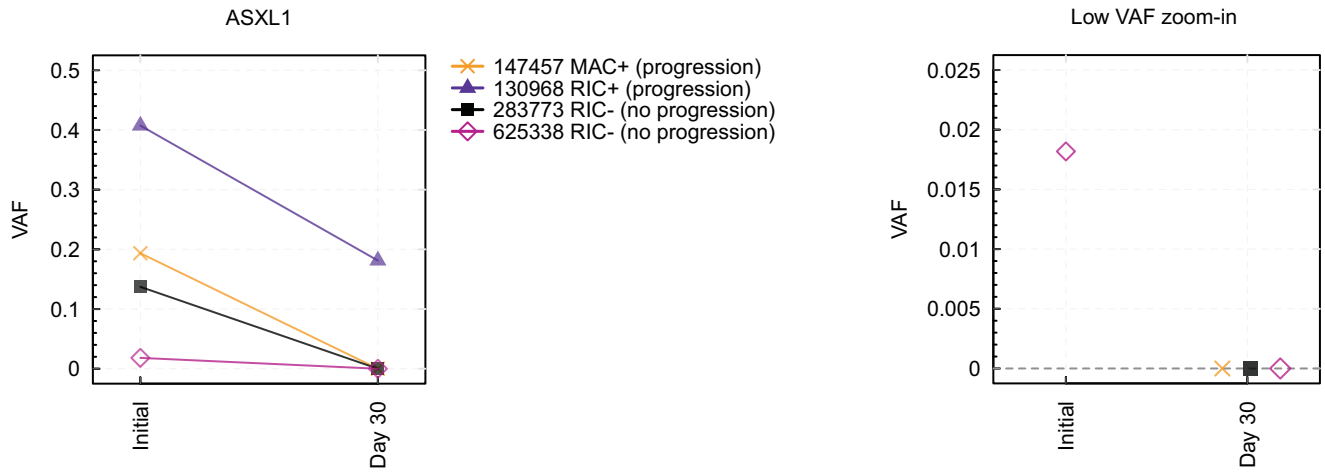 ASXL1
VAF
0.5
0.4
0.3
0.2
0.1
0
Initial
Day 30
147457 MAC+ (progression)
130968 RIC+ (progression)
283773 RIC- (no progression)
625338 RIC- (no progression)
Low VAF zoom-in
VAF
0.025
0.02
0.015
0.01
0.005
0
Initial
Day 30